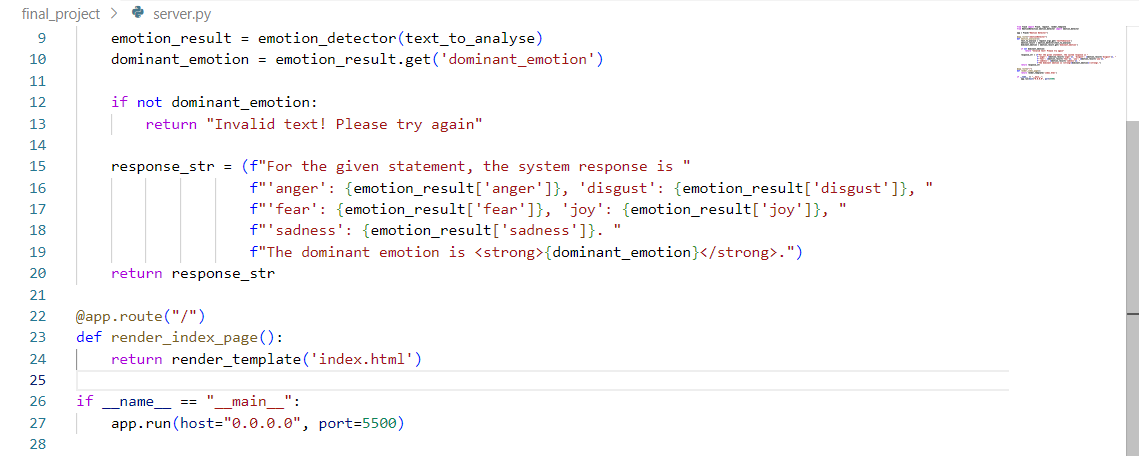 final_project > server.py
9 emotion_result = emotion_detector(text_to_analyse)
10 dominant_emotion = emotion_result.get('dominant_emotion')
11
12 if not dominant_emotion:
13 return "Invalid text! Please try again"
14
15 response_str = (f"For the given statement, the system response is "
16 f"'anger': {emotion_result['anger']}, 'disgust': {emotion_result['disgust']}, "
17 f"'fear': {emotion_result['fear']}, 'joy': {emotion_result['joy']}, "
18 f"'sadness': {emotion_result['sadness']}. "
19 f"The dominant emotion is <strong>{dominant_emotion}</strong>.")
20 return response_str
21
22 @app.route("/")
23 def render_index_page():
24 return render_template('index.html')
25
26 if __name__ == "__main__":
27 app.run(host="0.0.0.0", port=5500)
28